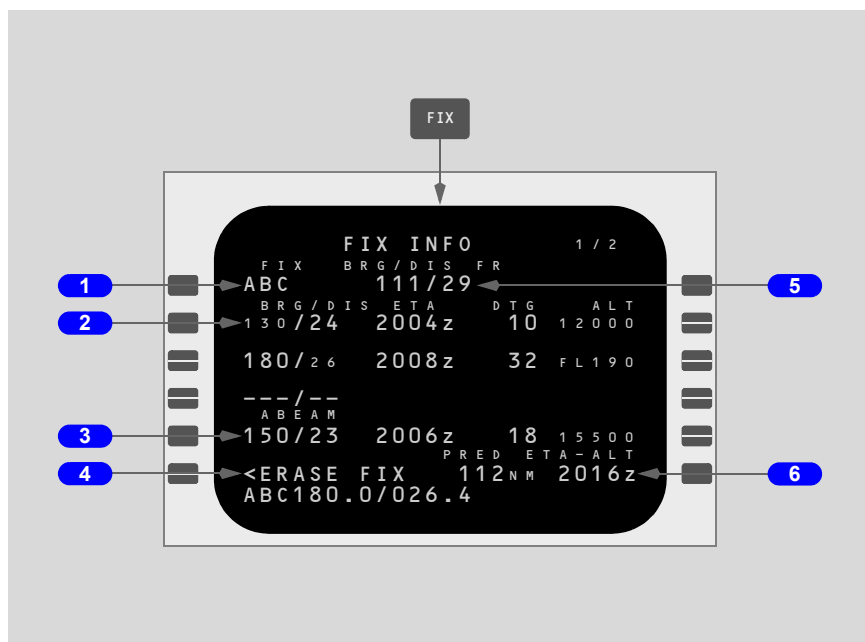 FIX
FIX INFO 1/2
FIX BRG/DIS FR
1 ABC 111/29 5
BRG/DIS ETA DTG ALT
2 130/24 2004z 10 12000
180/26 2008z 32 FL190
---/--
ABEAM
3 150/23 2006z 18 15500
PRED ETA-ALT
4 <ERASE FIX 112NM 2016z 6
ABC180.0/026.4